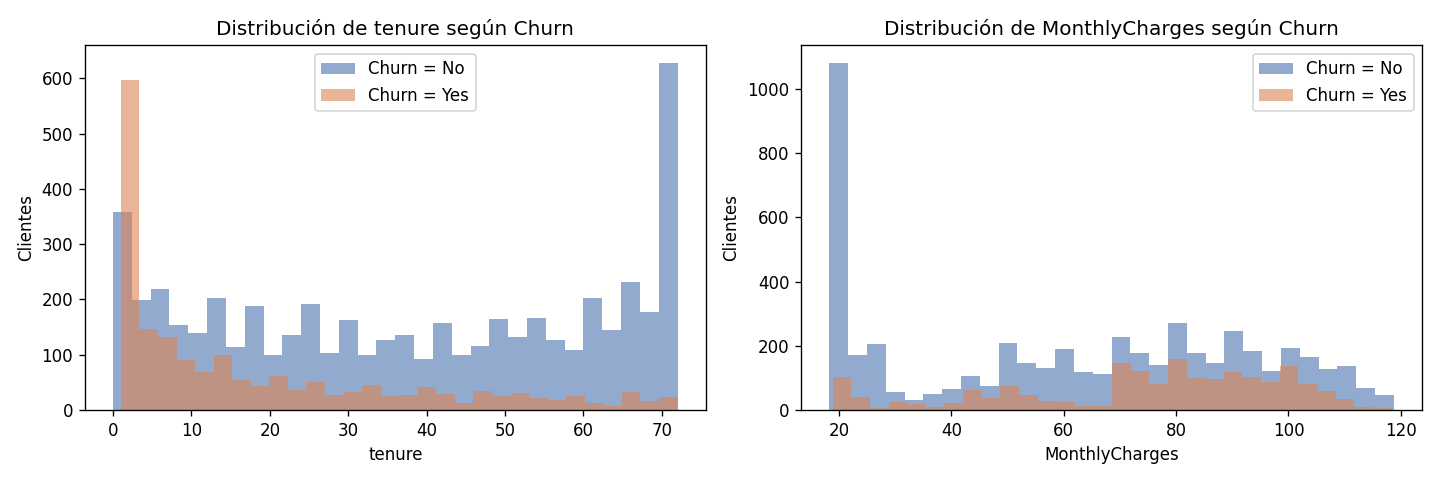 Distribución de tenure según Churn
Churn = No
Churn = Yes
600
500
400
300
200
100
0
Clientes
0 10 20 30 40 50 60 70
tenure
Distribución de MonthlyCharges según Churn
Churn = No
Churn = Yes
1000
800
600
400
200
0
Clientes
20 40 60 80 100 120
MonthlyCharges